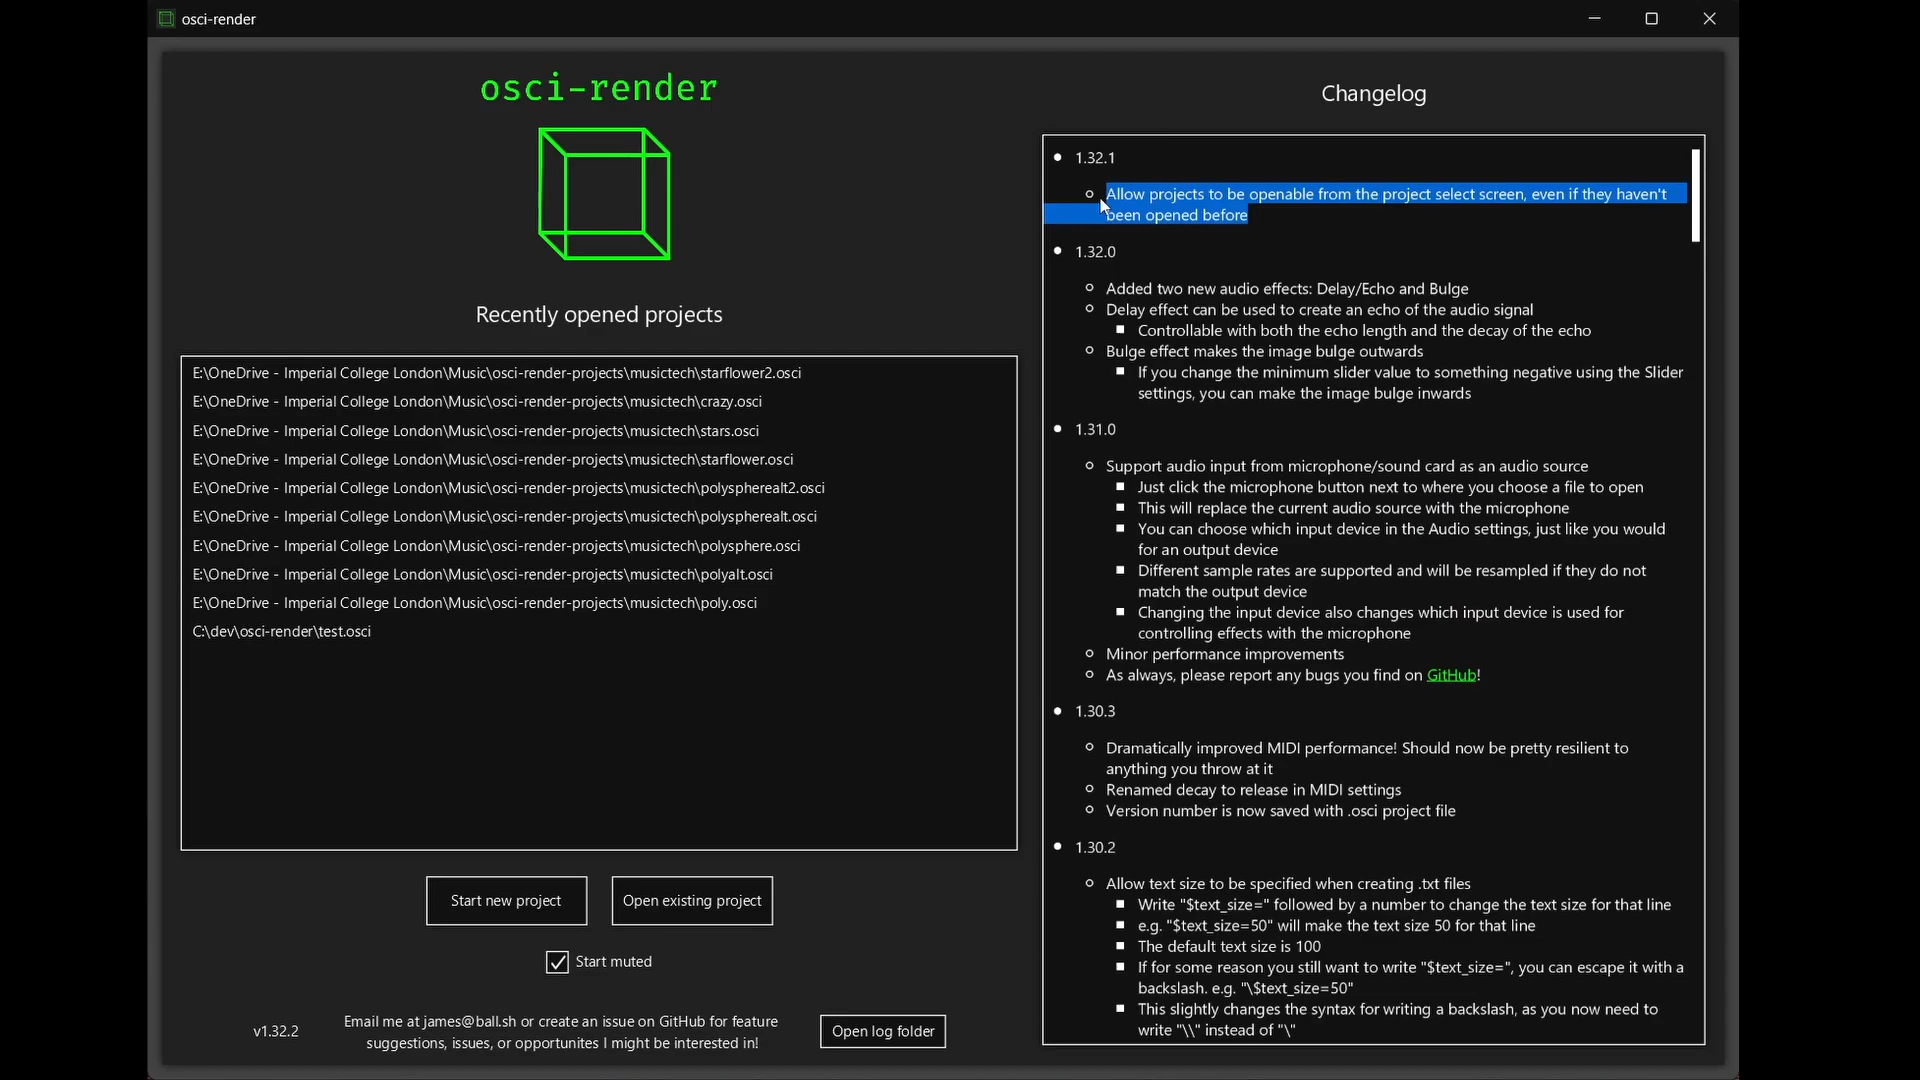 osci-render
osci-render
Recently opened projects
E:\OneDrive - Imperial College London\Music\osci-render-projects\musictech\starflower2.osci
E:\OneDrive - Imperial College London\Music\osci-render-projects\musictech\crazy.osci
E:\OneDrive - Imperial College London\Music\osci-render-projects\musictech\stars.osci
E:\OneDrive - Imperial College London\Music\osci-render-projects\musictech\starflower.osci
E:\OneDrive - Imperial College London\Music\osci-render-projects\musictech\polyspherealt2.osci
E:\OneDrive - Imperial College London\Music\osci-render-projects\musictech\polyspherealt.osci
E:\OneDrive - Imperial College London\Music\osci-render-projects\musictech\polysphere.osci
E:\OneDrive - Imperial College London\Music\osci-render-projects\musictech\polyalt.osci
E:\OneDrive - Imperial College London\Music\osci-render-projects\musictech\poly.osci
C:\dev\osci-render\test.osci
Start new project
Open existing project
Start muted
v1.32.2
Email me at james@ball.sh or create an issue on GitHub for feature
suggestions, issues, or opportunites I might be interested in!
Open log folder
Changelog
1.32.1
Allow projects to be openable from the project select screen, even if they haven't
been opened before
1.32.0
Added two new audio effects: Delay/Echo and Bulge
Delay effect can be used to create an echo of the audio signal
Controllable with both the echo length and the decay of the echo
Bulge effect makes the image bulge outwards
If you change the minimum slider value to something negative using the Slider
settings, you can make the image bulge inwards
1.31.0
Support audio input from microphone/sound card as an audio source
Just click the microphone button next to where you choose a file to open
This will replace the current audio source with the microphone
You can choose which input device in the Audio settings, just like you would
for an output device
Different sample rates are supported and will be resampled if they do not
match the output device
Changing the input device also changes which input device is used for
controlling effects with the microphone
Minor performance improvements
As always, please report any bugs you find on GitHub!
1.30.3
Dramatically improved MIDI performance! Should now be pretty resilient to
anything you throw at it
Renamed decay to release in MIDI settings
Version number is now saved with .osci project file
1.30.2
Allow text size to be specified when creating .txt files
Write "$text_size=" followed by a number to change the text size for that line
e.g. "$text_size=50" will make the text size 50 for that line
The default text size is 100
If for some reason you still want to write "$text_size=", you can escape it with a
backslash. e.g. "\$text_size=50"
This slightly changes the syntax for writing a backslash, as you now need to
write "\\" instead of "\"